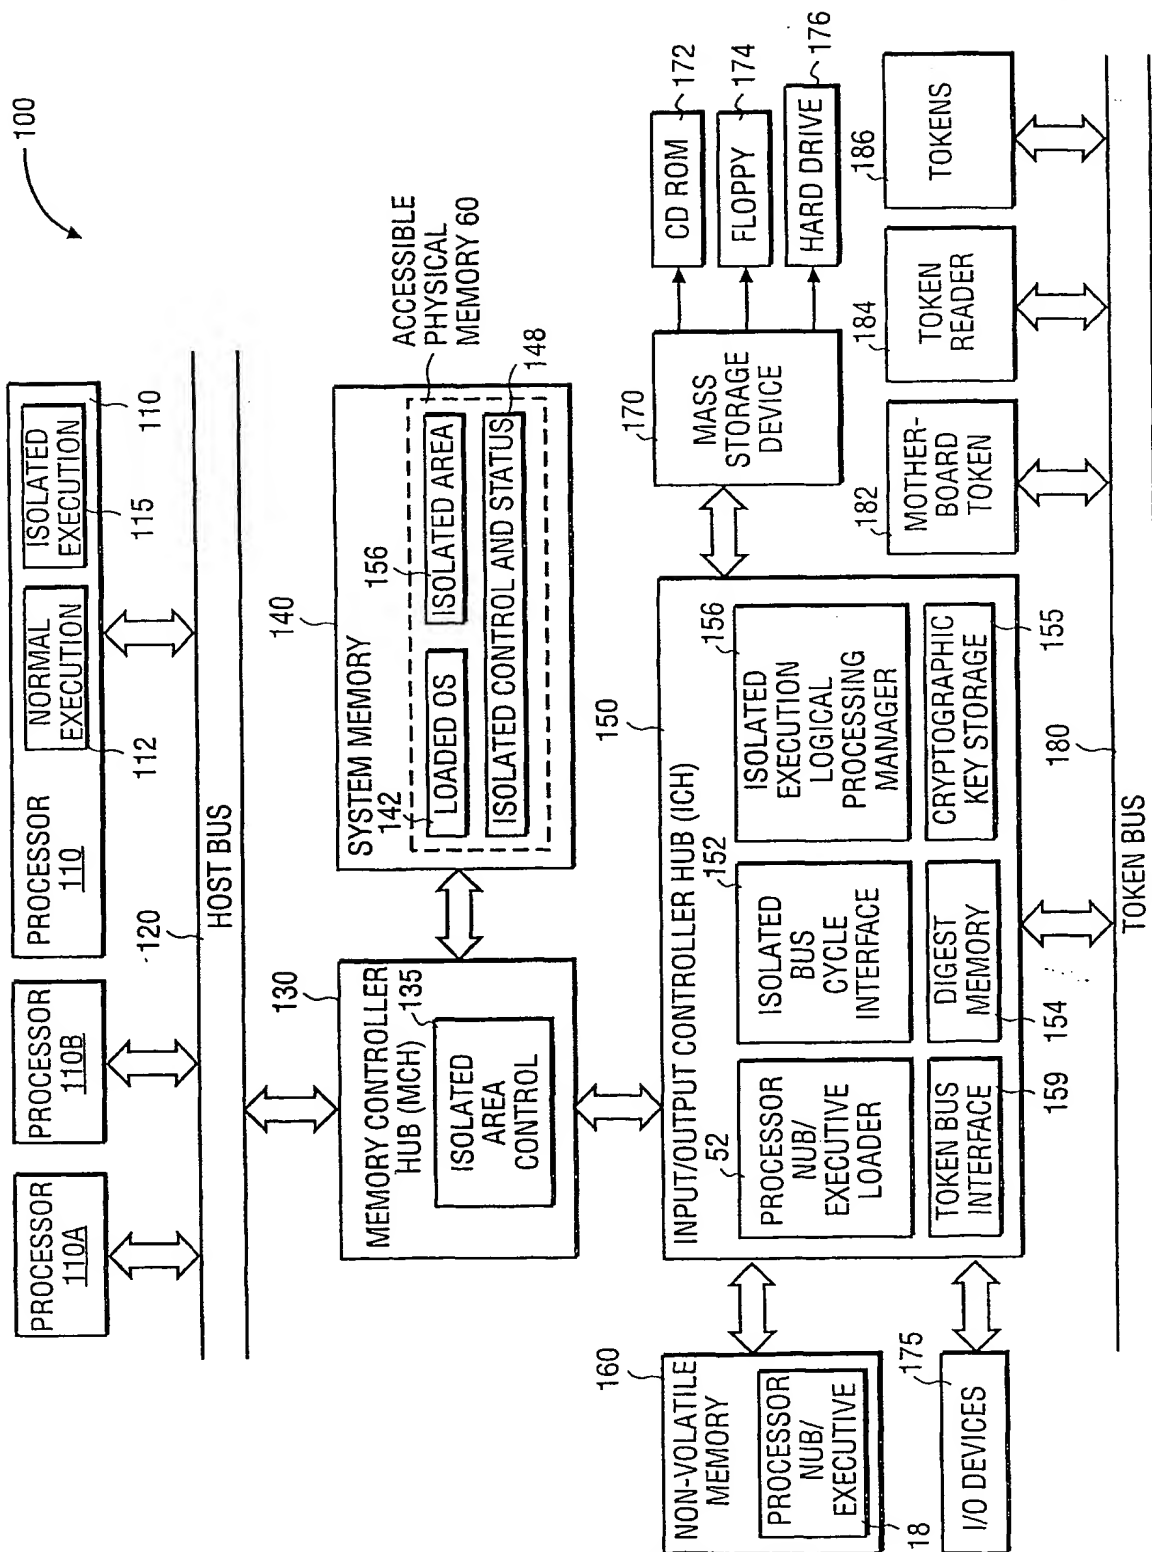 100
PROCESSOR
110A
PROCESSOR
110B
PROCESSOR
110
NORMAL
EXECUTION
112
ISOLATED
EXECUTION
115
110
120
HOST BUS
130
MEMORY CONTROLLER
HUB (MCH)
135
ISOLATED
AREA
CONTROL
140
SYSTEM MEMORY
142
LOADED OS
156
ISOLATED AREA
ISOLATED CONTROL AND STATUS
148
ACCESSIBLE
PHYSICAL
MEMORY 60
160
NON-VOLATILE
MEMORY
PROCESSOR
NUB/
EXECUTIVE
18
175
I/O DEVICES
150
INPUT/OUTPUT CONTROLLER HUB (ICH)
52
PROCESSOR
NUB/
EXECUTIVE
LOADER
152
ISOLATED
BUS
CYCLE
INTERFACE
156
ISOLATED
EXECUTION
LOGICAL
PROCESSING
MANAGER
TOKEN BUS
INTERFACE
159
DIGEST
MEMORY
154
CRYPTOGRAPHIC
KEY STORAGE
155
170
MASS
STORAGE
DEVICE
CD ROM
172
FLOPPY
174
HARD DRIVE
176
182
MOTHER-
BOARD
TOKEN
184
TOKEN
READER
186
TOKENS
180
TOKEN BUS